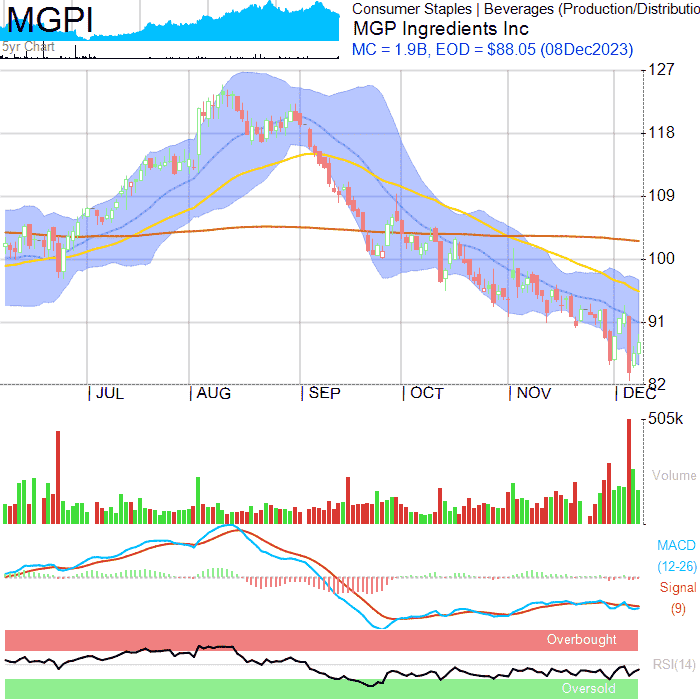 MGPI
5yr Chart
Consumer Staples | Beverages (Production/Distributio
MGP Ingredients Inc
MC = 1.9B, EOD = $88.05 (08Dec2023)
127
118
109
100
91
82
JUL AUG SEP OCT NOV DEC
505k
Volume
MACD
(12-26)
Signal
(9)
Overbought
RSI(14)
Oversold